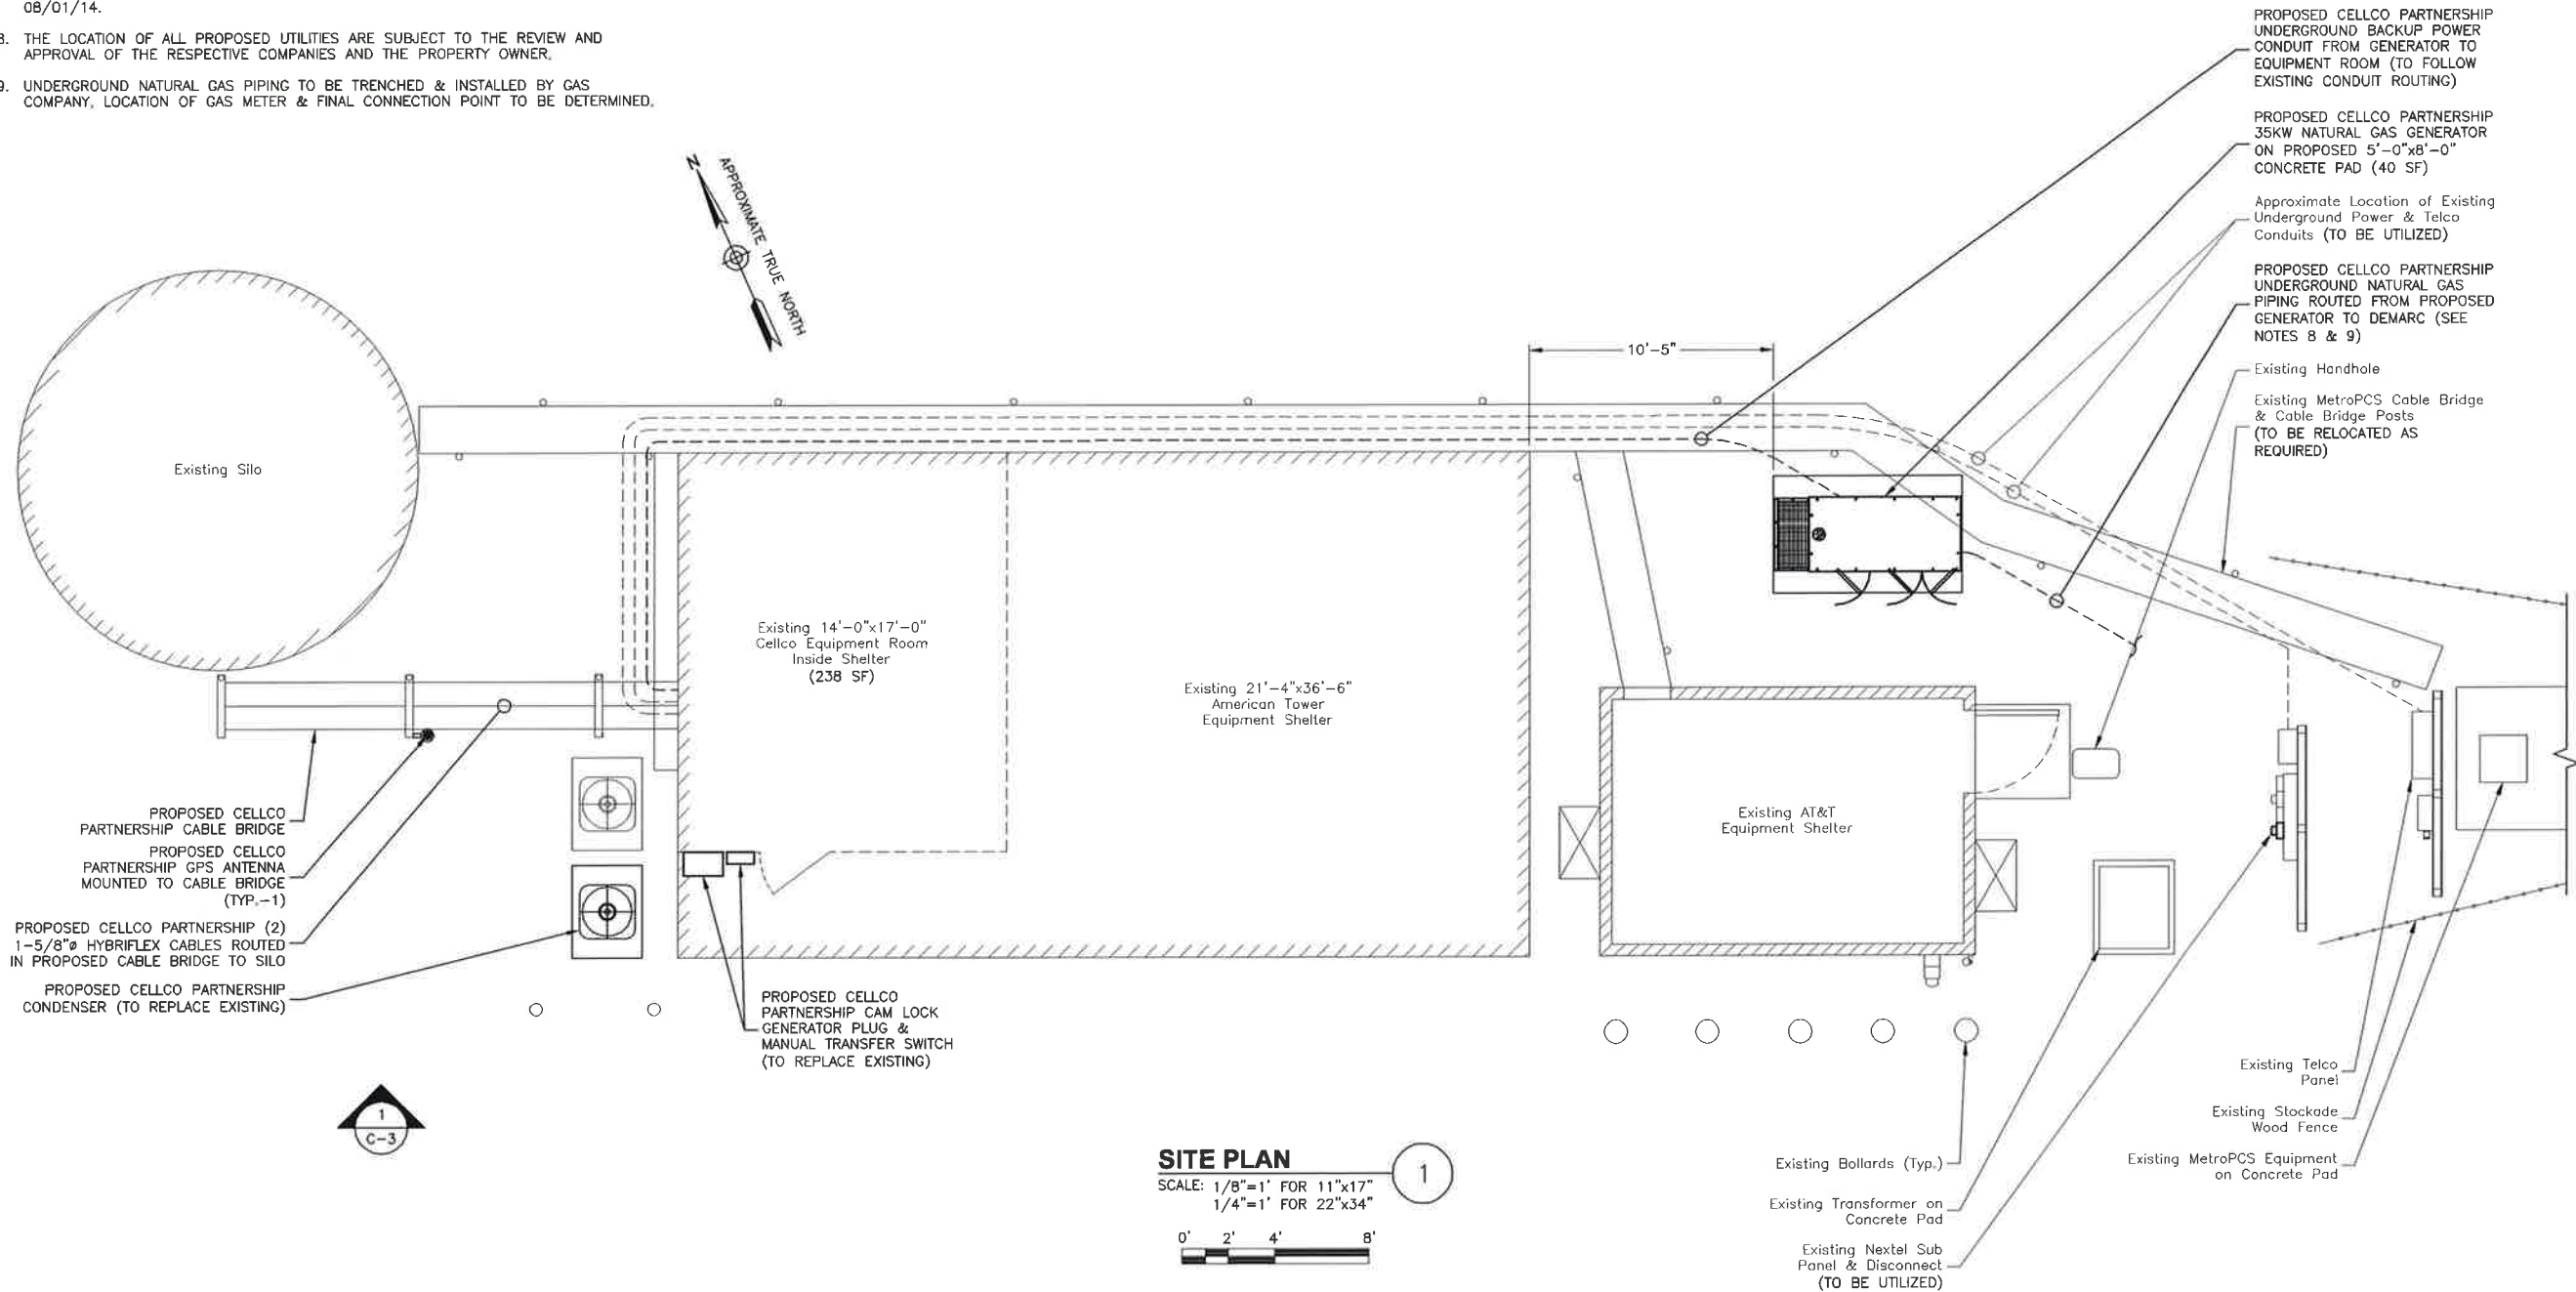 08/01/14.
8. THE LOCATION OF ALL PROPOSED UTILITIES ARE SUBJECT TO THE REVIEW AND
APPROVAL OF THE RESPECTIVE COMPANIES AND THE PROPERTY OWNER.
9. UNDERGROUND NATURAL GAS PIPING TO BE TRENCHED & INSTALLED BY GAS
COMPANY. LOCATION OF GAS METER & FINAL CONNECTION POINT TO BE DETERMINED.
N
APPROXIMATE TRUE NORTH
PROPOSED CELLCO PARTNERSHIP
UNDERGROUND BACKUP POWER
CONDUIT FROM GENERATOR TO
EQUIPMENT ROOM (TO FOLLOW
EXISTING CONDUIT ROUTING)
PROPOSED CELLCO PARTNERSHIP
35KW NATURAL GAS GENERATOR
ON PROPOSED 5'-0"x8'-0"
CONCRETE PAD (40 SF)
Approximate Location of Existing
Underground Power & Telco
Conduits (TO BE UTILIZED)
PROPOSED CELLCO PARTNERSHIP
UNDERGROUND NATURAL GAS
PIPING ROUTED FROM PROPOSED
GENERATOR TO DEMARC (SEE
NOTES 8 & 9)
Existing Handhole
Existing MetroPCS Cable Bridge
& Cable Bridge Posts
(TO BE RELOCATED AS
REQUIRED)
10'-5"
Existing Silo
Existing 14'-0"x17'-0"
Cellco Equipment Room
Inside Shelter
(238 SF)
Existing 21'-4"x36'-6"
American Tower
Equipment Shelter
Existing AT&T
Equipment Shelter
PROPOSED CELLCO
PARTNERSHIP CABLE BRIDGE
PROPOSED CELLCO
PARTNERSHIP GPS ANTENNA
MOUNTED TO CABLE BRIDGE
(TYP.-1)
PROPOSED CELLCO PARTNERSHIP (2)
1-5/8"ø HYBRIFLEX CABLES ROUTED
IN PROPOSED CABLE BRIDGE TO SILO
PROPOSED CELLCO PARTNERSHIP
CONDENSER (TO REPLACE EXISTING)
PROPOSED CELLCO
PARTNERSHIP CAM LOCK
GENERATOR PLUG &
MANUAL TRANSFER SWITCH
(TO REPLACE EXISTING)
1
C-3
SITE PLAN
1
SCALE: 1/8"=1' FOR 11"x17"
1/4"=1' FOR 22"x34"
0' 2' 4' 8'
Existing Telco
Panel
Existing Stockade
Wood Fence
Existing MetroPCS Equipment
on Concrete Pad
Existing Bollards (Typ.)
Existing Transformer on
Concrete Pad
Existing Nextel Sub
Panel & Disconnect
(TO BE UTILIZED)